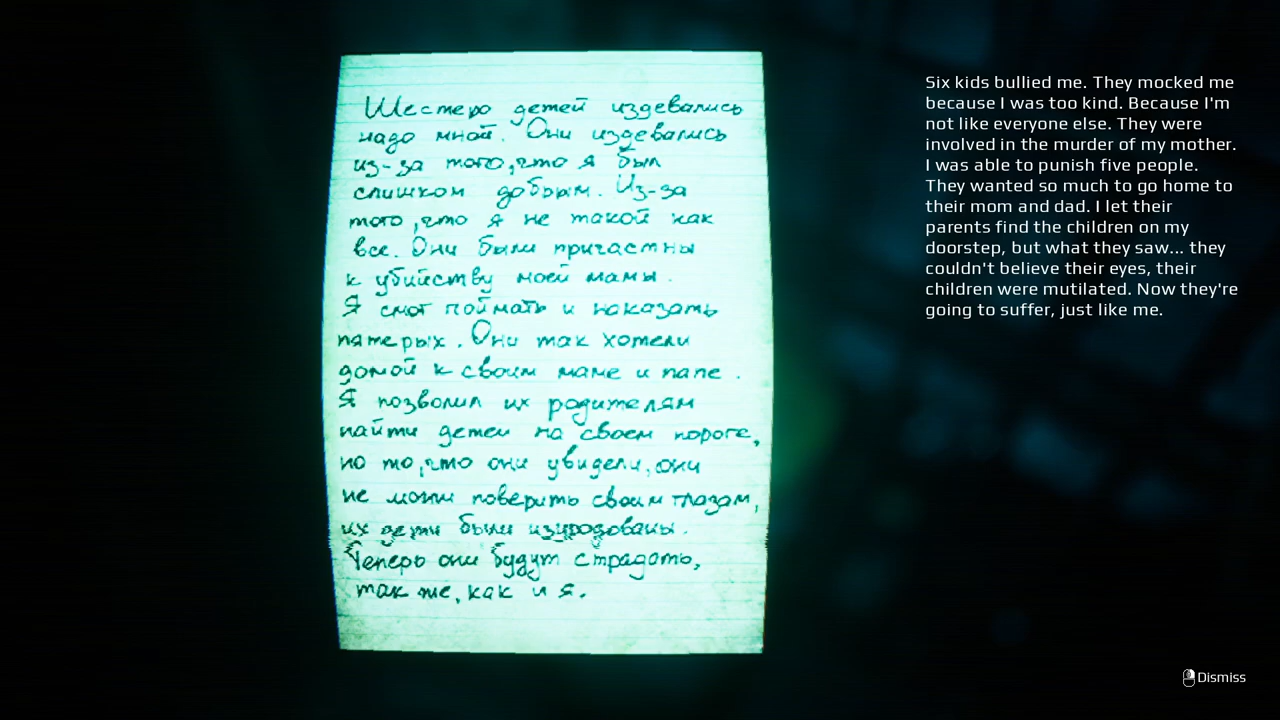 Шестеро детей издевались
надо мной. Они издевались
из-за того,что я был
слишком добрым. Из-за
того,что я не такой как
все. Они были причастны
к убийству моей мамы.
Я смог поймать и наказать
пятерых. Они так хотели
домой к своим маме и папе.
Я позволил их родителям
найти детей на своем пороге,
но то,что они увидели,они
не могли поверить своим глазам,
их дети были изуродованы.
Теперь они будут страдать,
так же, как и я.
Six kids bullied me. They mocked me
because I was too kind. Because I'm
not like everyone else. They were
involved in the murder of my mother.
I was able to punish five people.
They wanted so much to go home to
their mom and dad. I let their
parents find the children on my
doorstep, but what they saw... they
couldn't believe their eyes, their
children were mutilated. Now they're
going to suffer, just like me.
Dismiss